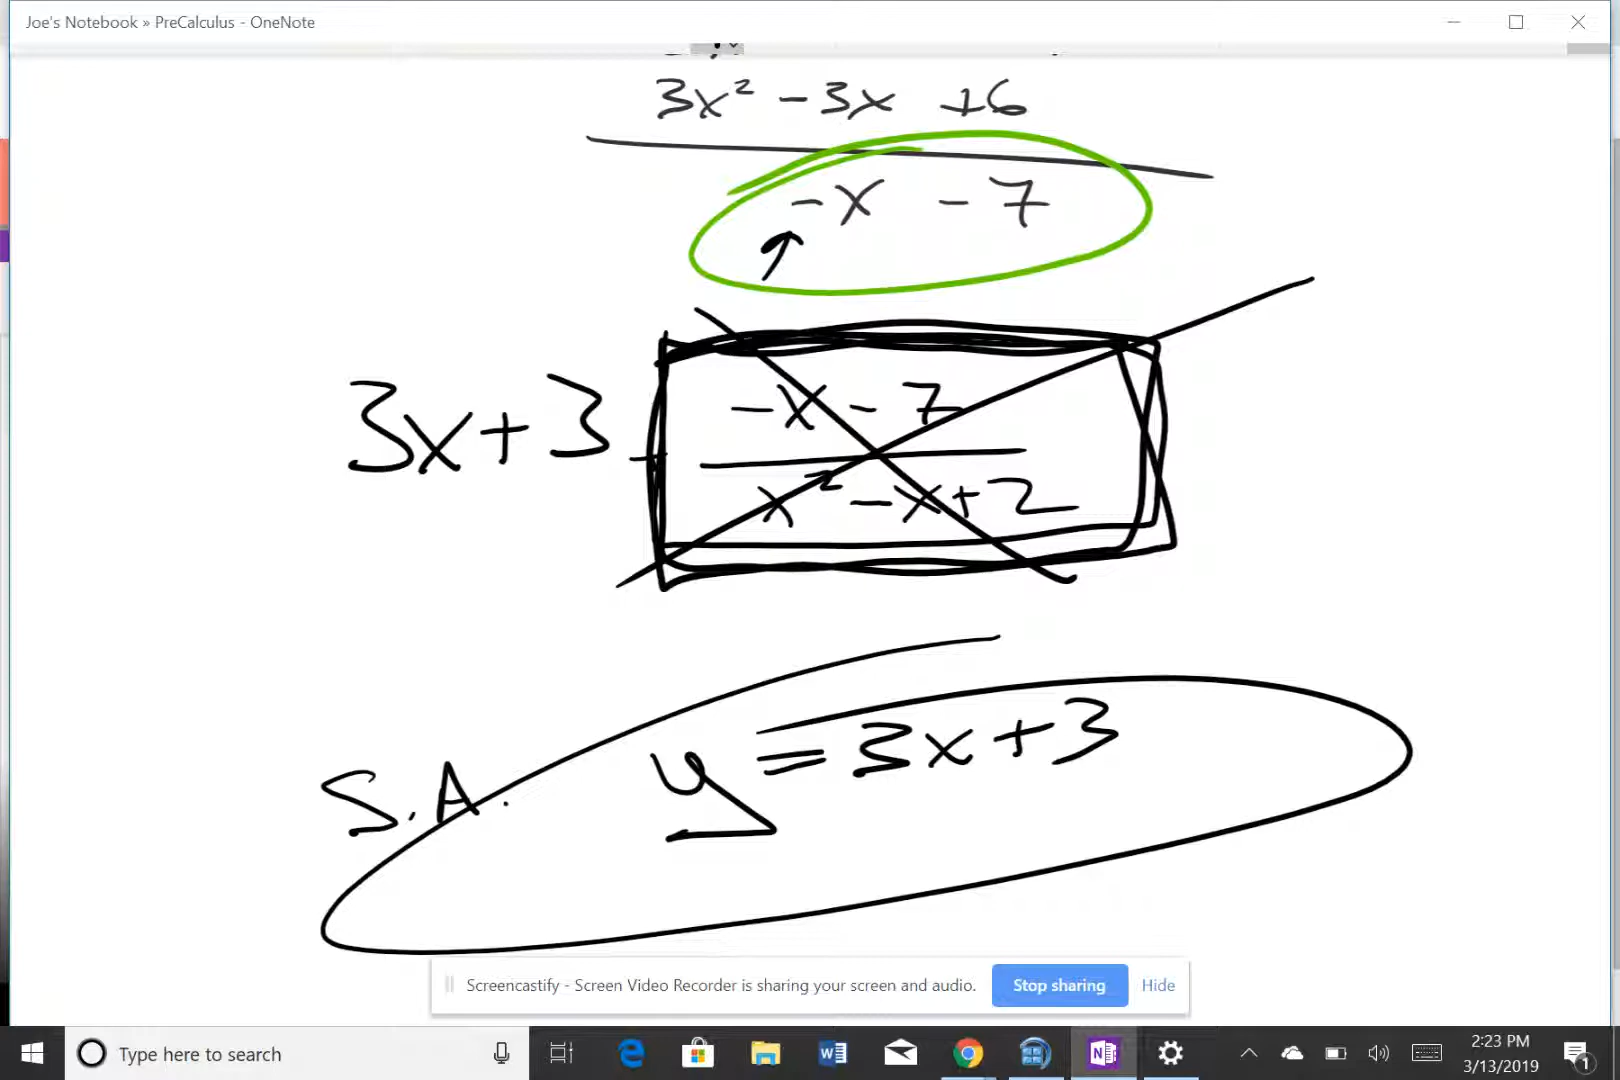 Joe's Notebook » PreCalculus - OneNote
3x² - 3x + 6
-x - 7
3x+3 + -x - 7
x² - x + 2
S.A. y = 3x+3
Screencastify - Screen Video Recorder is sharing your screen and audio. Stop sharing Hide
Type here to search
2:23 PM
3/13/2019
1